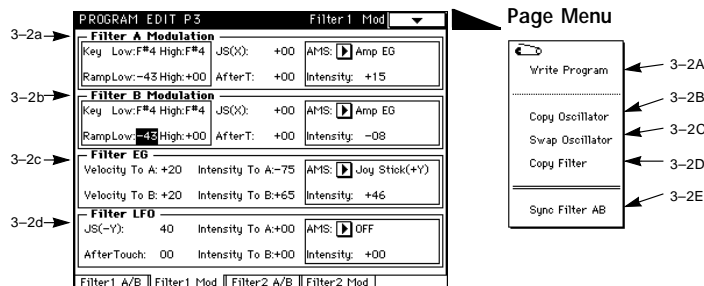 PROGRAM EDIT P3 Filter1 Mod
Page Menu
3–2a
Filter A Modulation
Key Low:F#4 High:F#4 JS(X): +00 AMS: Amp EG
RampLow:-43 High:+00 AfterT: +00 Intensity: +15
3–2b
Filter B Modulation
Key Low:F#4 High:F#4 JS(X): +00 AMS: Amp EG
RampLow:-43 High:+00 AfterT: +00 Intensity: -08
3–2c
Filter EG
Velocity To A: +20 Intensity To A:-75 AMS: Joy Stick(+Y)
Velocity To B: +20 Intensity To B:+65 Intensity: +46
3–2d
Filter LFO
JS(-Y): 40 Intensity To A:+00 AMS: OFF
AfterTouch: 00 Intensity To B:+00 Intensity: +00
Filter1 A/B Filter1 Mod Filter2 A/B Filter2 Mod
Write Program 3–2A
Copy Oscillator 3–2B
Swap Oscillator 3–2C
Copy Filter 3–2D
Sync Filter AB 3–2E